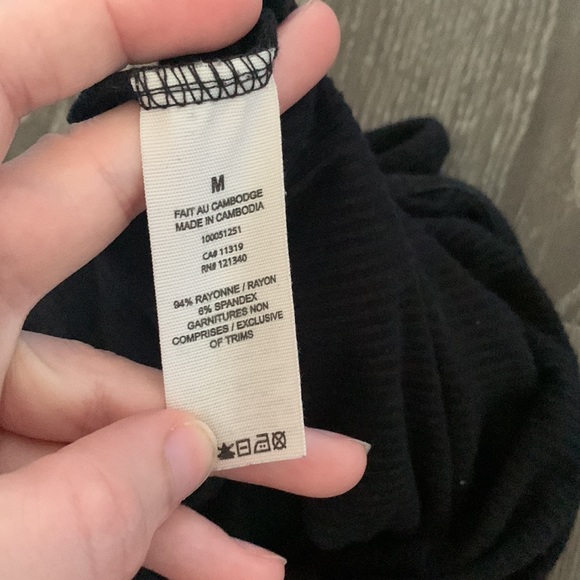 M
FAIT AU CAMBODGE
MADE IN CAMBODIA
100051251
CA# 11319
RN# 121340
94% RAYONNE / RAYON
6% SPANDEX
GARNITURES NON
COMPRISES / EXCLUSIVE
OF TRIMS